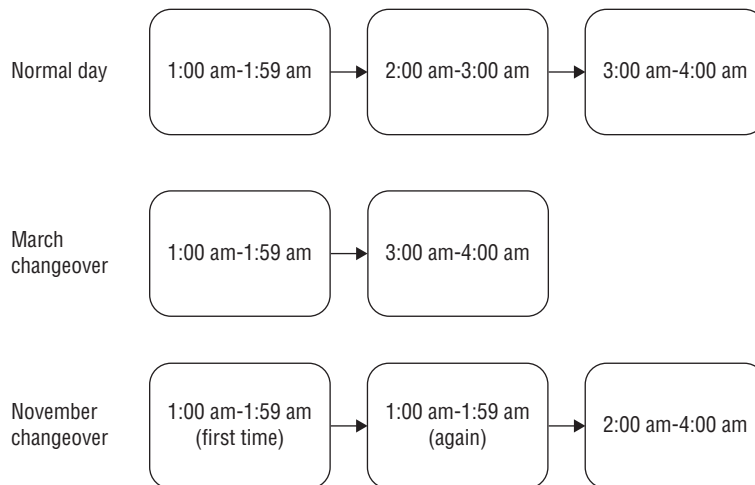 Normal day
1:00 am-1:59 am
2:00 am-3:00 am
3:00 am-4:00 am
March
changeover
1:00 am-1:59 am
3:00 am-4:00 am
November
changeover
1:00 am-1:59 am
(first time)
1:00 am-1:59 am
(again)
2:00 am-4:00 am